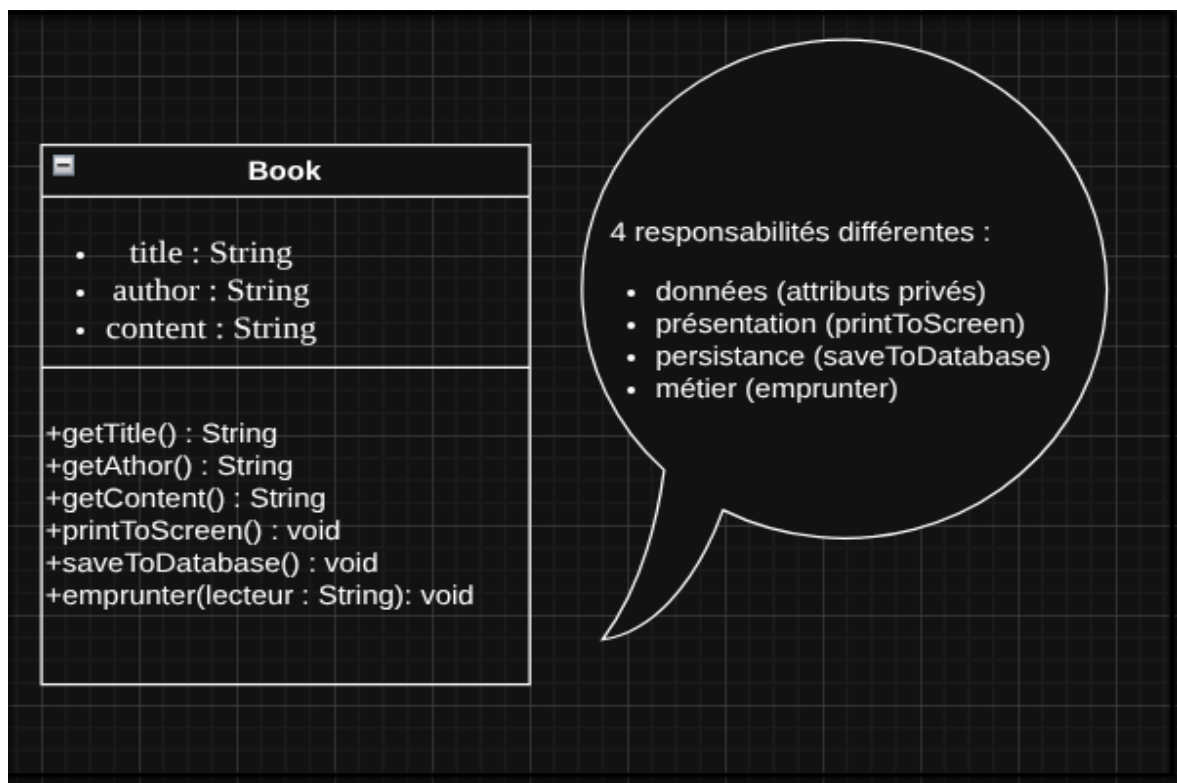 Book
title : String
author : String
content : String
+getTitle() : String
+getAthor() : String
+getContent() : String
+printToScreen() : void
+saveToDatabase() : void
+emprunter(lecteur : String): void
4 responsabilités différentes :
données (attributs privés)
présentation (printToScreen)
persistance (saveToDatabase)
métier (emprunter)